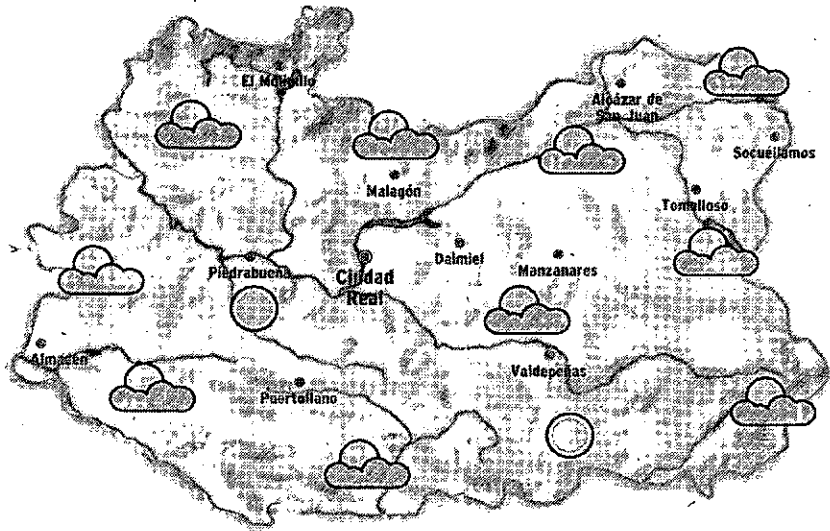 El Molinillo
Alcázar de
San Juan
Socuéllamos
Malagón
Tomelloso
Piedrabuena
Ciudad
Real
Daimiel
Manzanares
Almadén
Puertollano
Valdepeñas